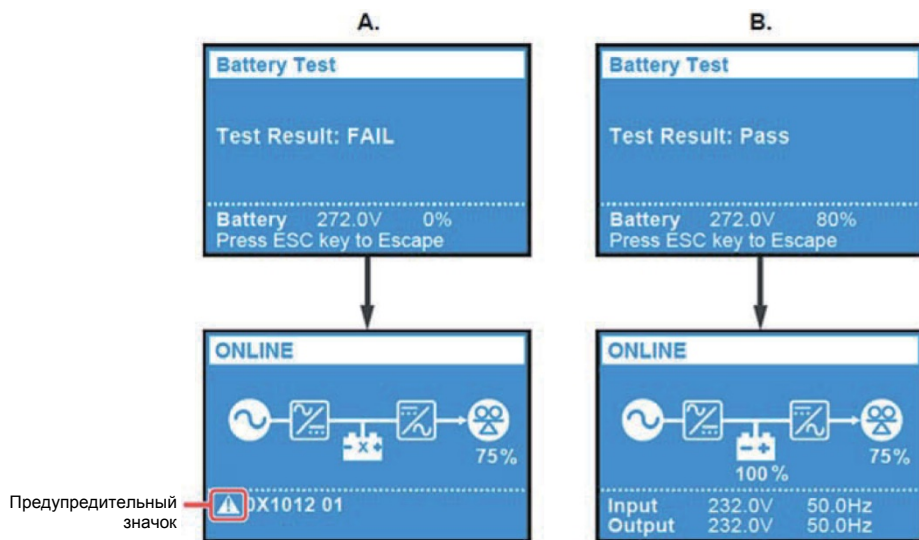 A.
Battery Test
Test Result: FAIL
Battery 272.0V 0%
Press ESC key to Escape
ONLINE
75%
Предупредительный
значок
0X1012 01
B.
Battery Test
Test Result: Pass
Battery 272.0V 80%
Press ESC key to Escape
ONLINE
75%
100 %
Input 232.0V 50.0Hz
Output 232.0V 50.0Hz